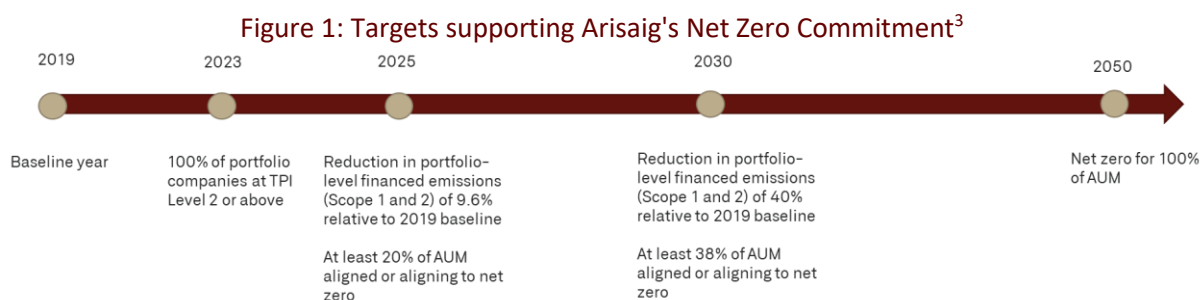 Figure 1: Targets supporting Arisaig's Net Zero Commitment³
2019
2023
2025
2030
2050
Baseline year
100% of portfolio
companies at TPI
Level 2 or above
Reduction in portfolio-
level financed emissions
(Scope 1 and 2) of 9.6%
relative to 2019 baseline
At least 20% of AUM
aligned or aligning to net
zero
Reduction in portfolio-
level financed emissions
(Scope 1 and 2) of 40%
relative to 2019 baseline
At least 38% of AUM
aligned or aligning to net
zero
Net zero for 100%
of AUM